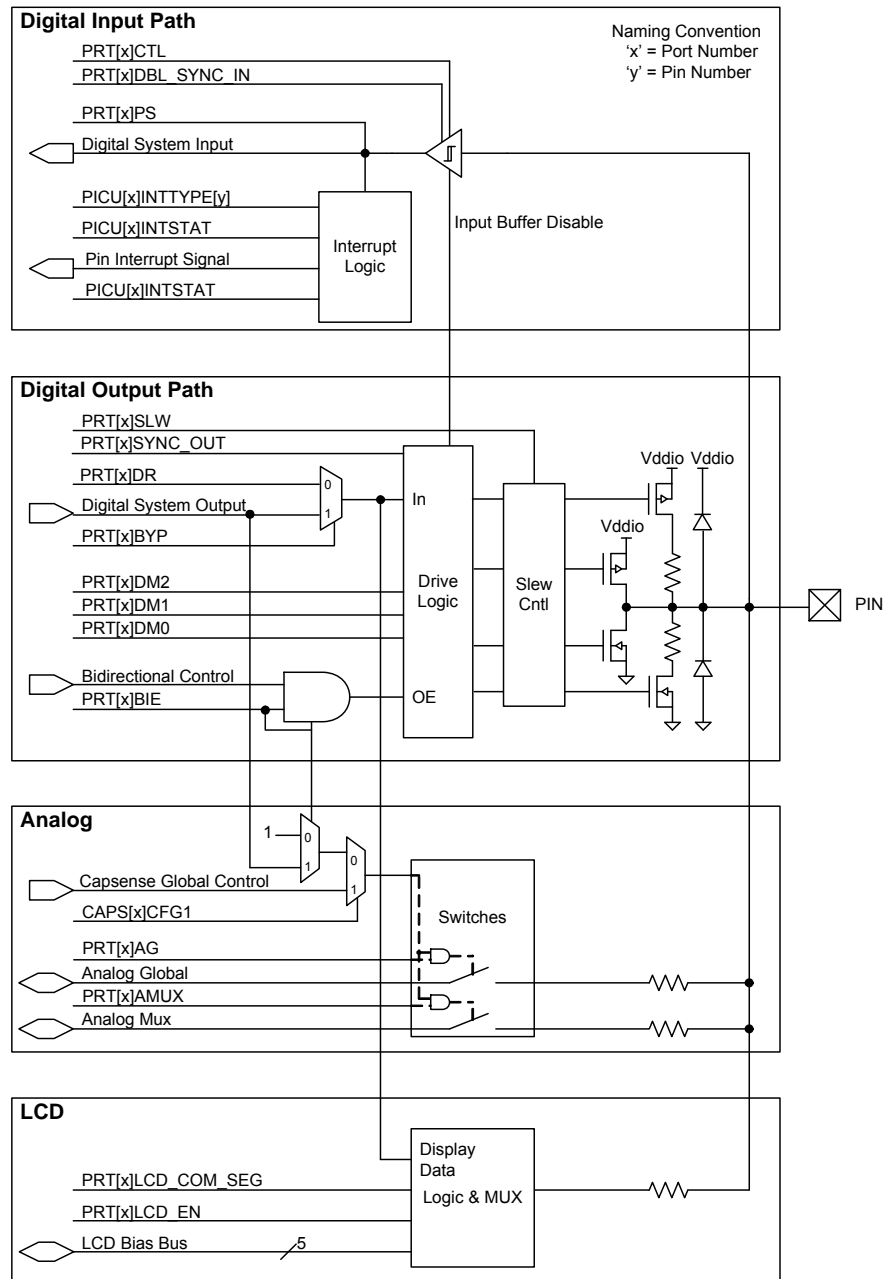 Digital Input Path
Naming Convention
'x' = Port Number
'y' = Pin Number
PRT[x]CTL
PRT[x]DBL_SYNC_IN
PRT[x]PS
Digital System Input
PICU[x]INTTYPE[y]
PICU[x]INTSTAT
Pin Interrupt Signal
PICU[x]INTSTAT
Interrupt
Logic
Input Buffer Disable
Digital Output Path
PRT[x]SLW
PRT[x]SYNC_OUT
PRT[x]DR
Digital System Output
PRT[x]BYP
0
1
PRT[x]DM2
PRT[x]DM1
PRT[x]DM0
Bidirectional Control
PRT[x]BIE
In
Drive
Logic
OE
Slew
Cntl
Vddio
Vddio
Vddio
PIN
Analog
1
0
1
0
1
Capsense Global Control
CAPS[x]CFG1
Switches
PRT[x]AG
Analog Global
PRT[x]AMUX
Analog Mux
LCD
Display
Data
Logic & MUX
PRT[x]LCD_COM_SEG
PRT[x]LCD_EN
LCD Bias Bus
5